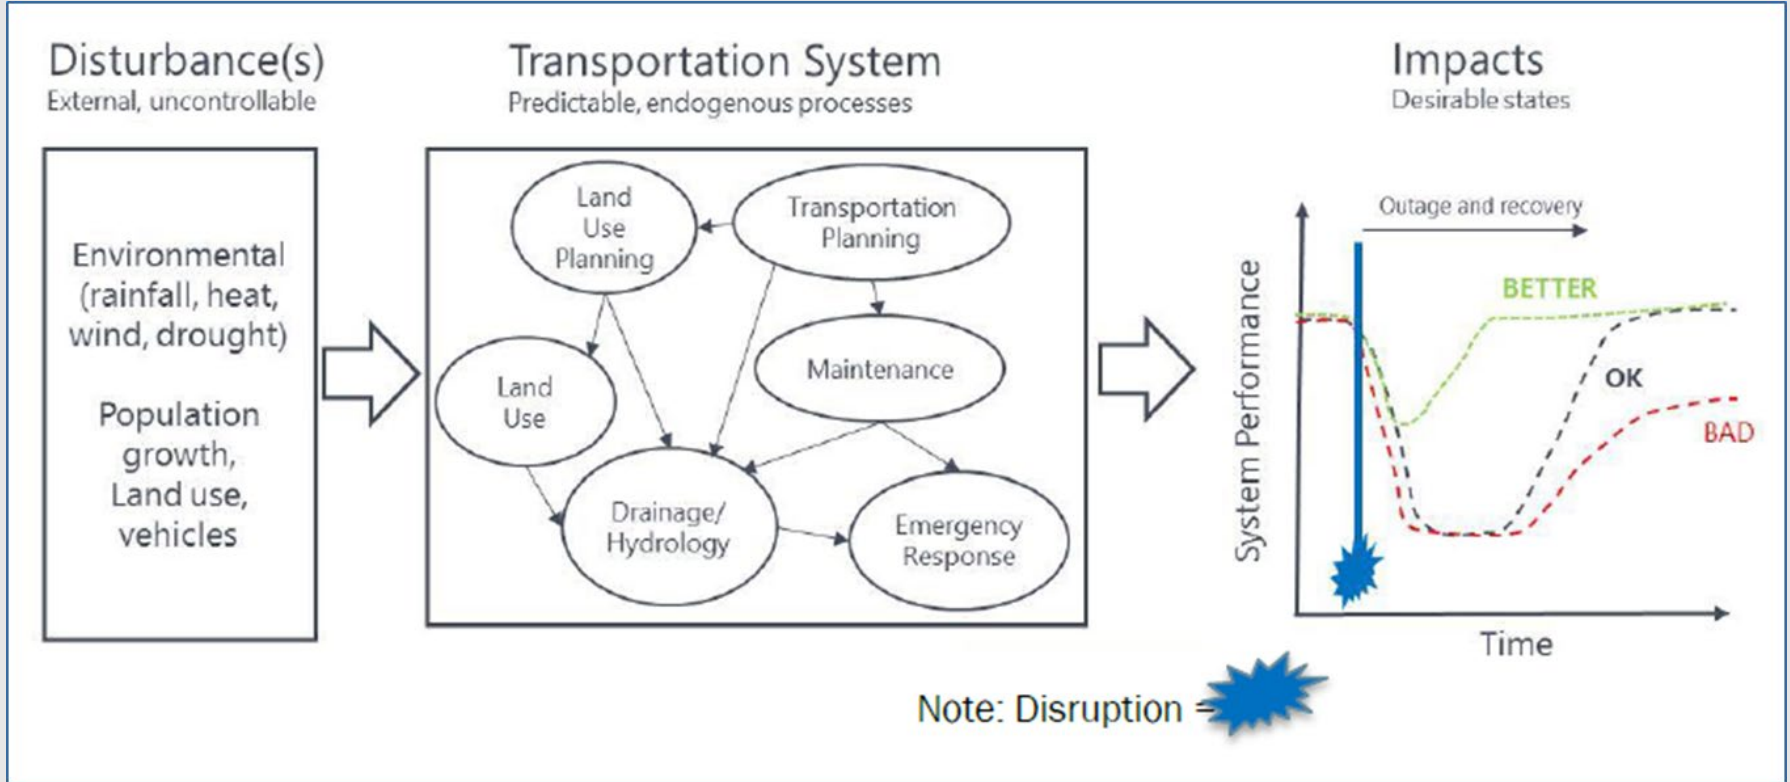 Disturbance(s)
External, uncontrollable
Environmental
(rainfall, heat,
wind, drought)
Population
growth,
Land use,
vehicles
Transportation System
Predictable, endogenous processes
Land
Use
Planning
Transportation
Planning
Land
Use
Maintenance
Drainage/
Hydrology
Emergency
Response
Impacts
Desirable states
Outage and recovery
System Performance
BETTER
OK
BAD
Time
Note: Disruption =